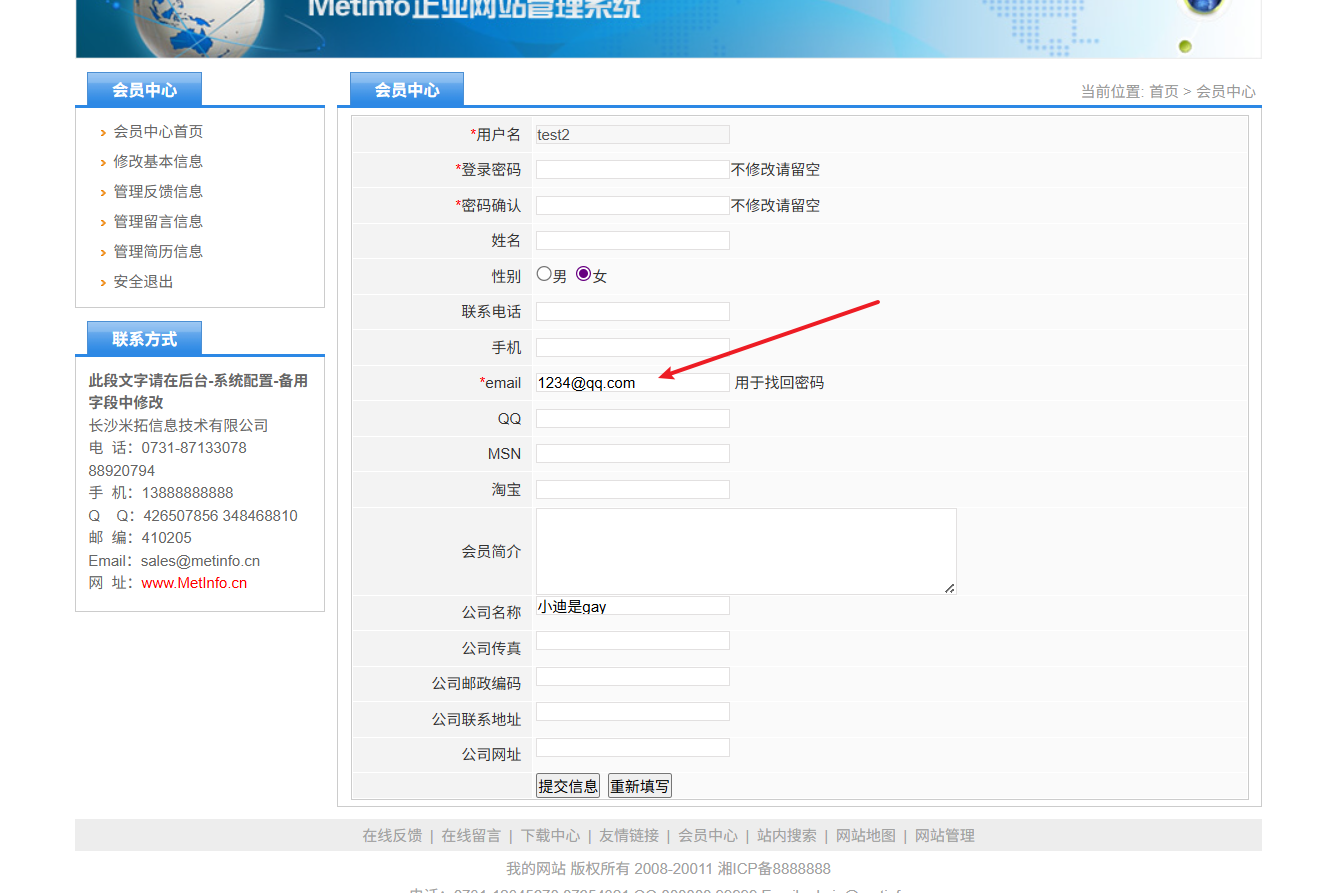 MetInfo企业网站管理系统
会员中心
会员中心首页
修改基本信息
管理反馈信息
管理留言信息
管理简历信息
安全退出
联系方式
此段文字请在后台-系统配置-备用
字段中修改
长沙米拓信息技术有限公司
电 话：0731-87133078
88920794
手 机：13888888888
Q Q：426507856 348468810
邮 编：410205
Email：sales@metinfo.cn
网 址：www.MetInfo.cn
会员中心
当前位置: 首页 > 会员中心
*用户名 test2
*登录密码 不修改请留空
*密码确认 不修改请留空
姓名
性别 男 女
联系电话
手机
*email 1234@qq.com 用于找回密码
QQ
MSN
淘宝
会员简介
公司名称 小迪是gay
公司传真
公司邮政编码
公司联系地址
公司网址
提交信息 重新填写
在线反馈 | 在线留言 | 下载中心 | 友情链接 | 会员中心 | 站内搜索 | 网站地图 | 网站管理
我的网站 版权所有 2008-20011 湘ICP备8888888